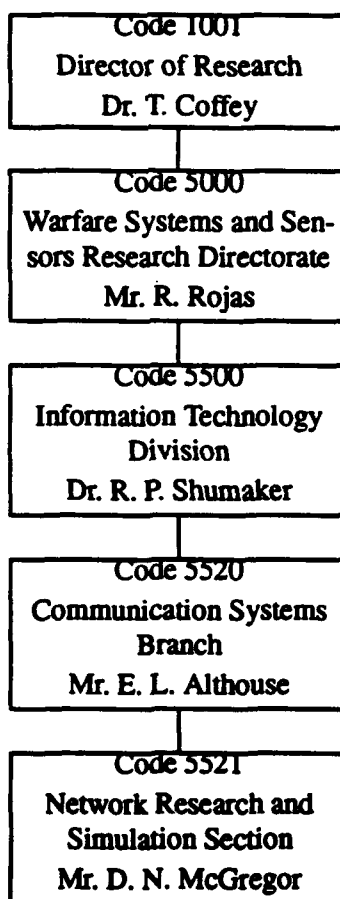 Code 1001
Director of Research
Dr. T. Coffey
Code 5000
Warfare Systems and Sen-
sors Research Directorate
Mr. R. Rojas
Code 5500
Information Technology
Division
Dr. R. P. Shumaker
Code 5520
Communication Systems
Branch
Mr. E. L. Althouse
Code 5521
Network Research and
Simulation Section
Mr. D. N. McGregor